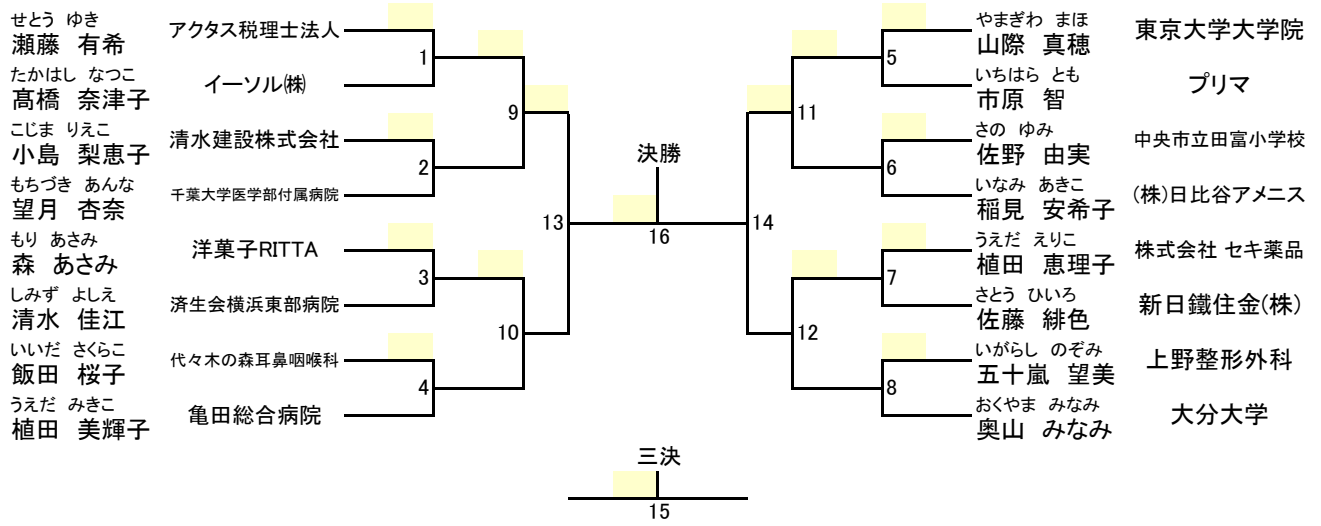 せとう ゆき
瀬藤 有希 アクタス税理士法人
1
たかはし なつこ
髙橋 奈津子 イーソル㈱
9
こじま りえこ
小島 梨恵子 清水建設株式会社
2
もちづき あんな
望月 杏奈 千葉大学医学部付属病院
13
もり あさみ
森 あさみ 洋菓子RITTA
3
しみず よしえ
清水 佳江 済生会横浜東部病院
10
いいだ さくらこ
飯田 桜子 代々木の森耳鼻咽喉科
4
うえだ みきこ
植田 美輝子 亀田総合病院
決勝
16
三決
15
やまぎわ まほ
山際 真穂 東京大学大学院
5
いちはら とも
市原 智 プリマ
11
さの ゆみ
佐野 由実 中央市立田富小学校
6
いなみ あきこ
稲見 安希子 (株)日比谷アメニス
14
うえだ えりこ
植田 恵理子 株式会社 セキ薬品
7
さとう ひいろ
佐藤 緋色 新日鐵住金(株)
12
いがらし のぞみ
五十嵐 望美 上野整形外科
8
おくやま みなみ
奥山 みなみ 大分大学